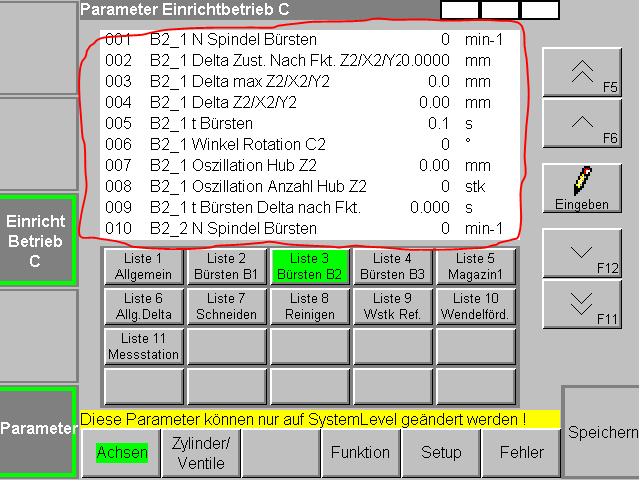 Parameter Einrichtbetrieb C
001 B2_1 N Spindel Bürsten 0 min-1
002 B2_1 Delta Zust. Nach Fkt. Z2/X2/Y2 0.0000 mm
003 B2_1 Delta max Z2/X2/Y2 0.0 mm
004 B2_1 Delta Z2/X2/Y2 0.00 mm
005 B2_1 t Bürsten 0.1 s
006 B2_1 Winkel Rotation C2 0 °
007 B2_1 Oszillation Hub Z2 0.00 mm
008 B2_1 Oszillation Anzahl Hub Z2 0 stk
009 B2_1 t Bürsten Delta nach Fkt. 0.000 s
010 B2_2 N Spindel Bürsten 0 min-1
F5
F6
Eingeben
F12
F11
Einricht
Betrieb
C
Liste 1
Allgemein
Liste 2
Bürsten B1
Liste 3
Bürsten B2
Liste 4
Bürsten B3
Liste 5
Magazin1
Liste 6
Allg.Delta
Liste 7
Schneiden
Liste 8
Reinigen
Liste 9
Wstk Ref.
Liste 10
Wendelförd.
Liste 11
Messstation
Parameter
Diese Parameter können nur auf SystemLevel geändert werden !
Achsen
Zylinder/
Ventile
Funktion
Setup
Fehler
Speichern